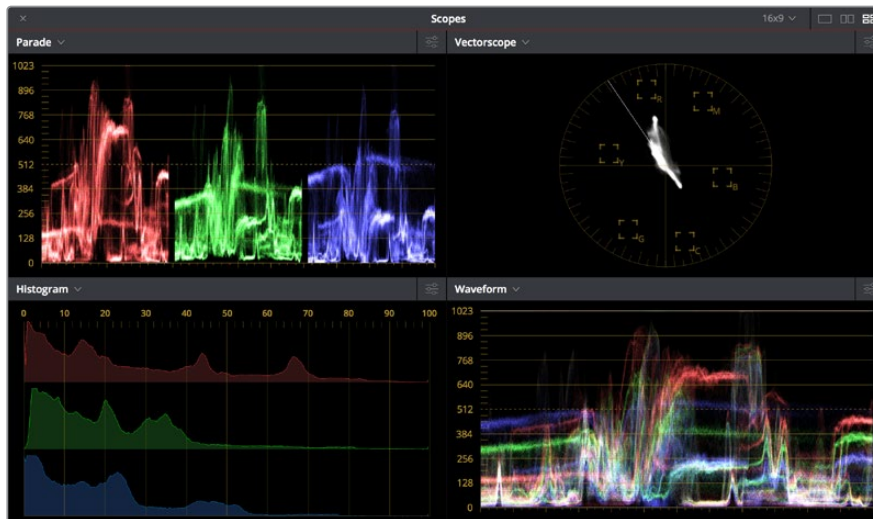 Scopes
16x9
Parade
Vectorscope
1023
896
768
640
512
384
256
128
0
R
M
Y
B
G
C
Histogram
Waveform
0 10 20 30 40 50 60 70 80 90 100
1023
896
768
640
512
384
256
128
0